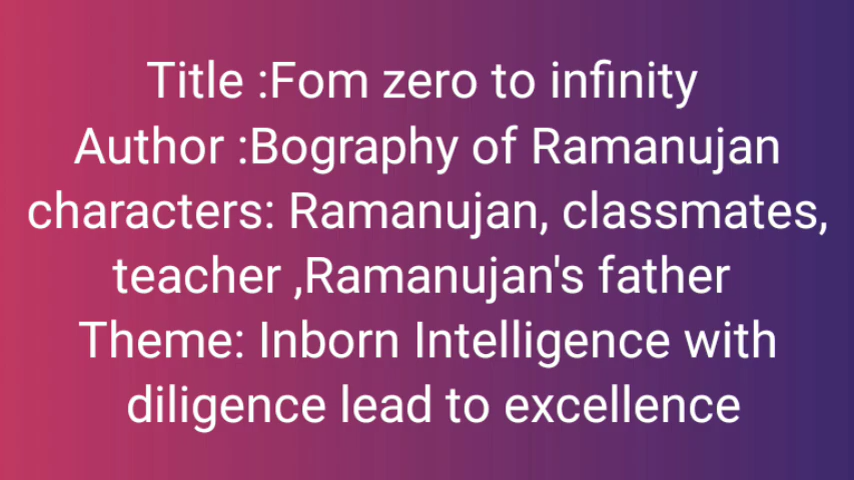 Title :Fom zero to infinity
Author :Bography of Ramanujan
characters: Ramanujan, classmates,
teacher ,Ramanujan's father
Theme: Inborn Intelligence with
diligence lead to excellence